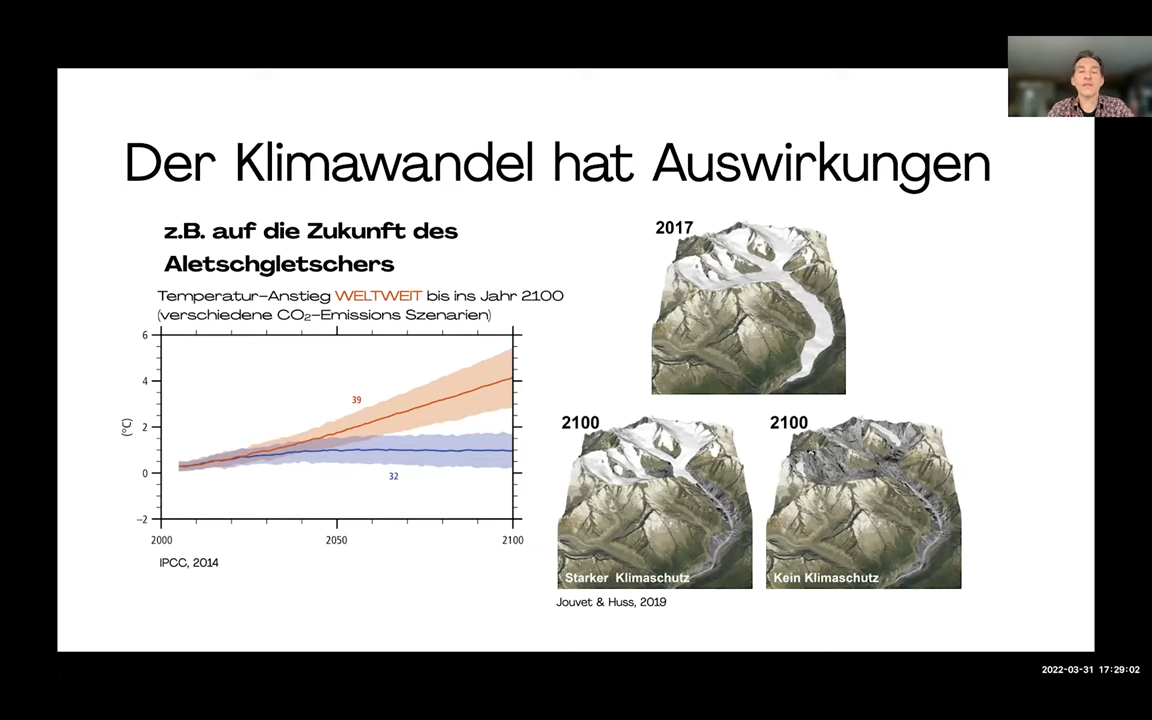 Der Klimawandel hat Auswirkungen
z.B. auf die Zukunft des
Aletschgletschers
Temperatur-Anstieg WELTWEIT bis ins Jahr 2100
(verschiedene CO₂-Emissions Szenarien)
6
4
2
0
−2
(°C)
39
32
2000
2050
2100
IPCC, 2014
2017
2100
Starker Klimaschutz
2100
Kein Klimaschutz
Jouvet & Huss, 2019
2022-03-31 17:29:02